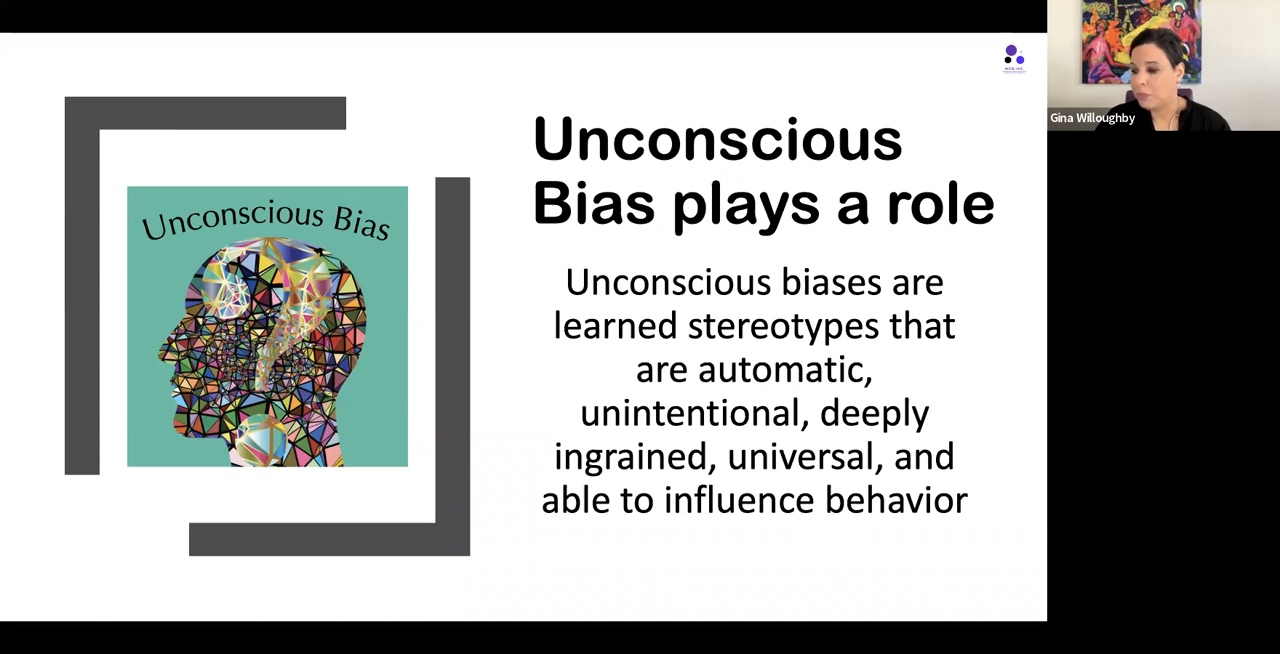 Unconscious Bias
Unconscious
Bias plays a role
Unconscious biases are
learned stereotypes that
are automatic,
unintentional, deeply
ingrained, universal, and
able to influence behavior
Gina Willoughby